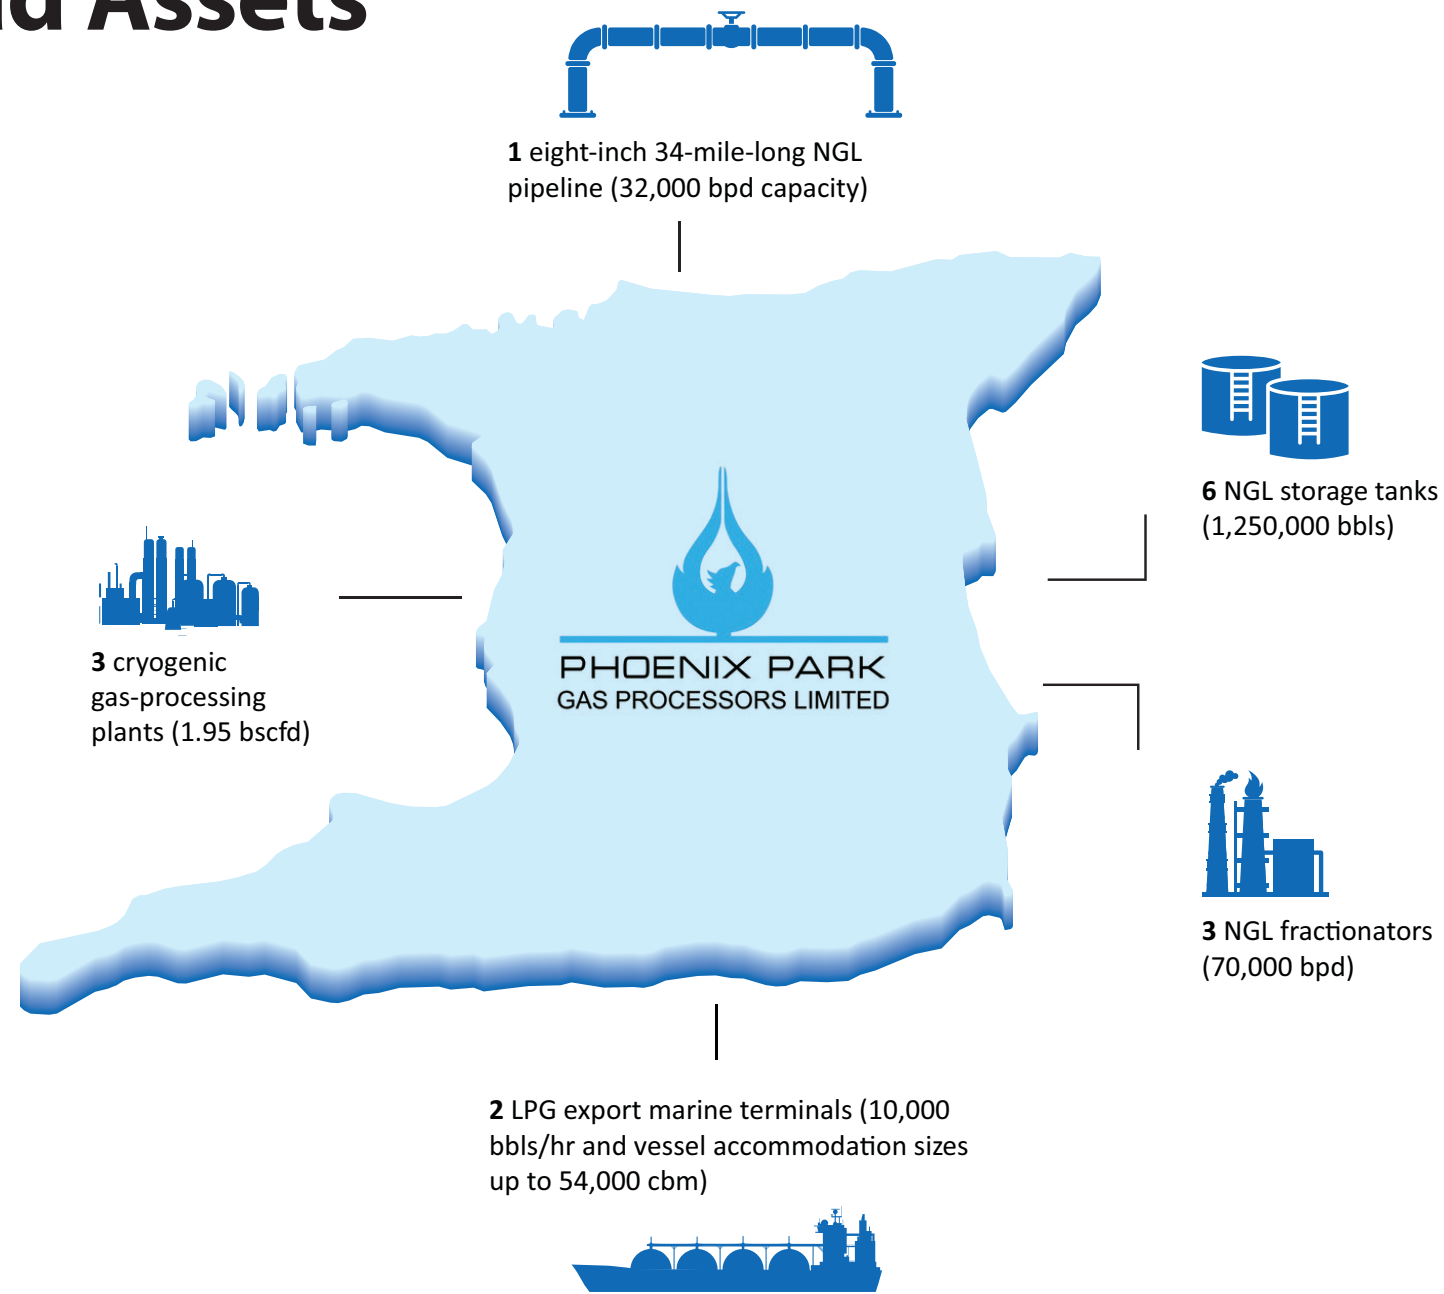 Assets
1 eight-inch 34-mile-long NGL
pipeline (32,000 bpd capacity)
6 NGL storage tanks
(1,250,000 bbls)
3 cryogenic
gas-processing
plants (1.95 bscfd)
PHOENIX PARK
GAS PROCESSORS LIMITED
3 NGL fractionators
(70,000 bpd)
2 LPG export marine terminals (10,000
bbls/hr and vessel accommodation sizes
up to 54,000 cbm)